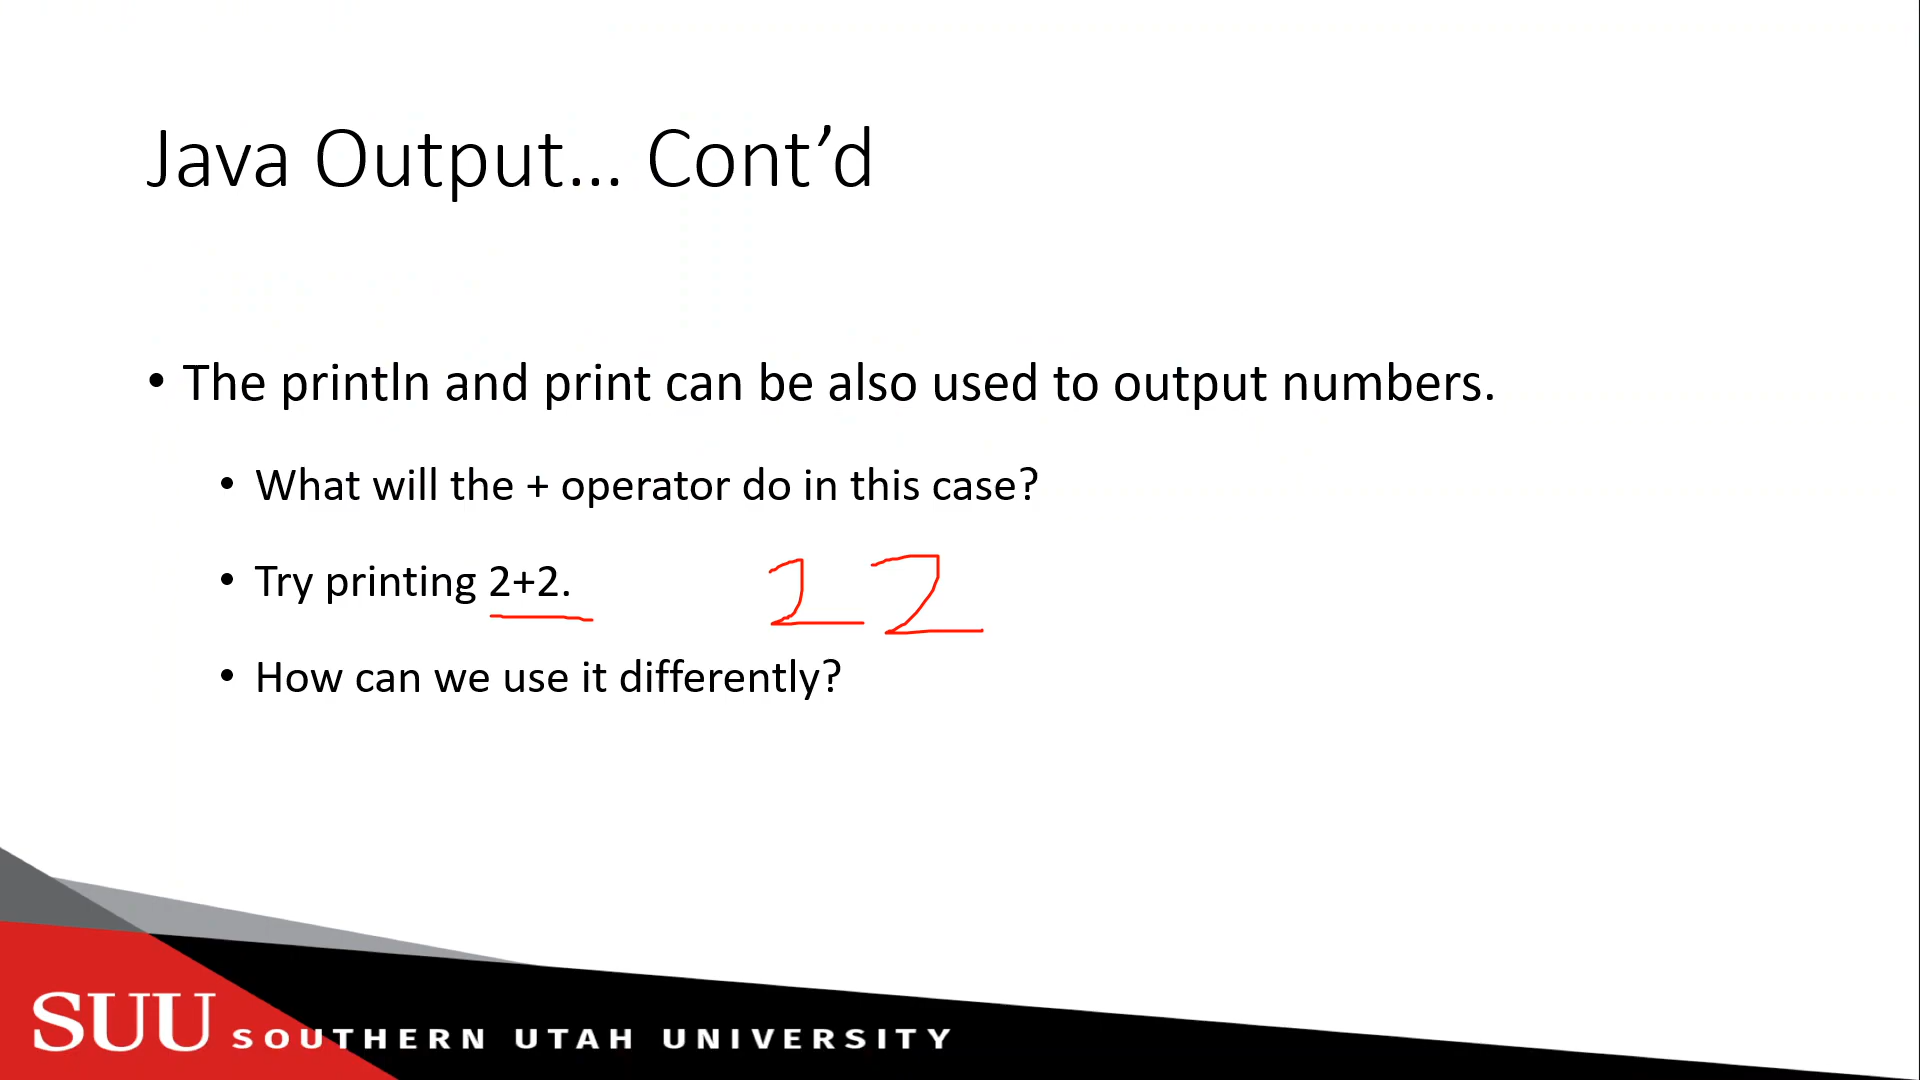 Java Output… Cont’d
• The println and print can be also used to output numbers.
• What will the + operator do in this case?
• Try printing 2+2. 22
• How can we use it differently?
SUU SOUTHERN UTAH UNIVERSITY